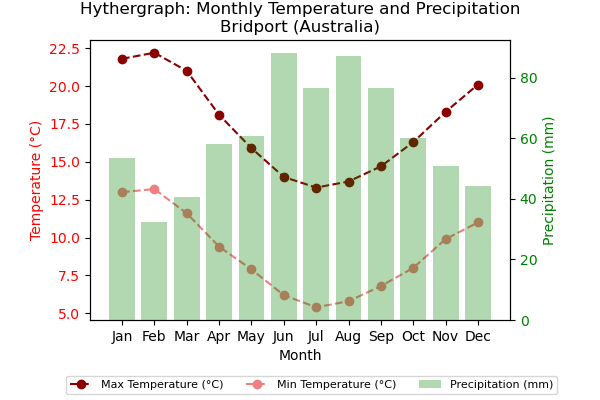 Hythergraph: Monthly Temperature and Precipitation
Bridport (Australia)
22.5
20.0
17.5
15.0
12.5
10.0
7.5
5.0
Temperature (°C)
80
60
40
20
0
Precipitation (mm)
Jan Feb Mar Apr May Jun Jul Aug Sep Oct Nov Dec
Month
Max Temperature (°C) Min Temperature (°C) Precipitation (mm)